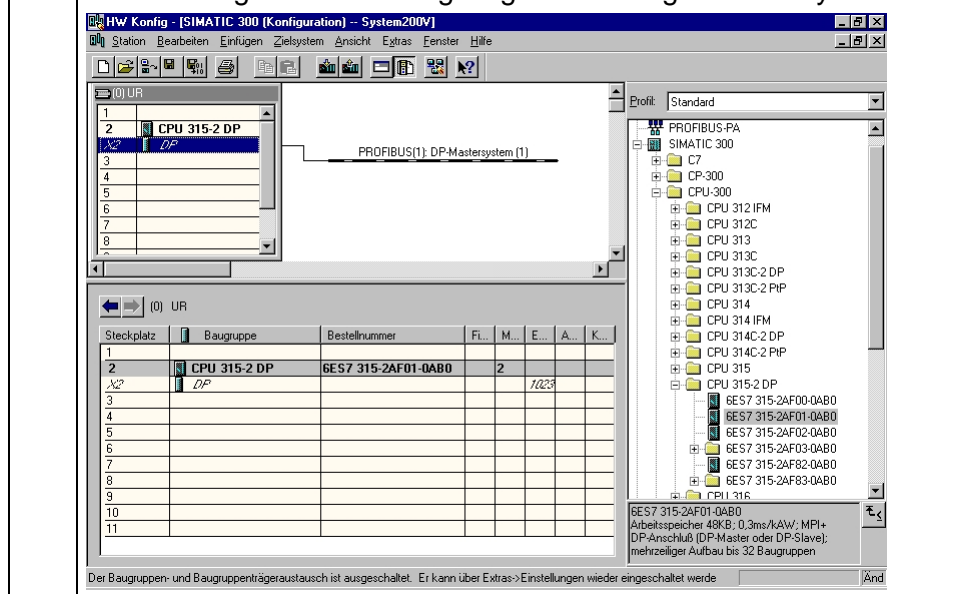 HW Konfig - [SIMATIC 300 (Konfiguration) -- System200V]
Station Bearbeiten Einfügen Zielsystem Ansicht Extras Fenster Hilfe
(0) UR
1
2 CPU 315-2 DP
X2 DP
3
4
5
6
7
8
PROFIBUS(1): DP-Mastersystem (1)
Profil: Standard
PROFIBUS-PA
SIMATIC 300
C7
CP-300
CPU-300
CPU 312 IFM
CPU 312C
CPU 313
CPU 313C
CPU 313C-2 DP
CPU 313C-2 PtP
CPU 314
CPU 314 IFM
CPU 314C-2 DP
CPU 314C-2 PtP
CPU 315
CPU 315-2 DP
6ES7 315-2AF00-0AB0
6ES7 315-2AF01-0AB0
6ES7 315-2AF02-0AB0
6ES7 315-2AF03-0AB0
6ES7 315-2AF82-0AB0
6ES7 315-2AF83-0AB0
CPU 316
6ES7 315-2AF01-0AB0
Arbeitsspeicher 48KB; 0,3ms/kAW; MPI+
DP-Anschluß (DP-Master oder DP-Slave);
mehrzeiliger Aufbau bis 32 Baugruppen
(0) UR
Steckplatz Baugruppe Bestellnummer Fi... M... E... A... K...
1
2 CPU 315-2 DP 6ES7 315-2AF01-0AB0 2
X2 DP 1023
3
4
5
6
7
8
9
10
11
Der Baugruppen- und Baugruppenträgeraustausch ist ausgeschaltet. Er kann über Extras->Einstellungen wieder eingeschaltet werde Änd